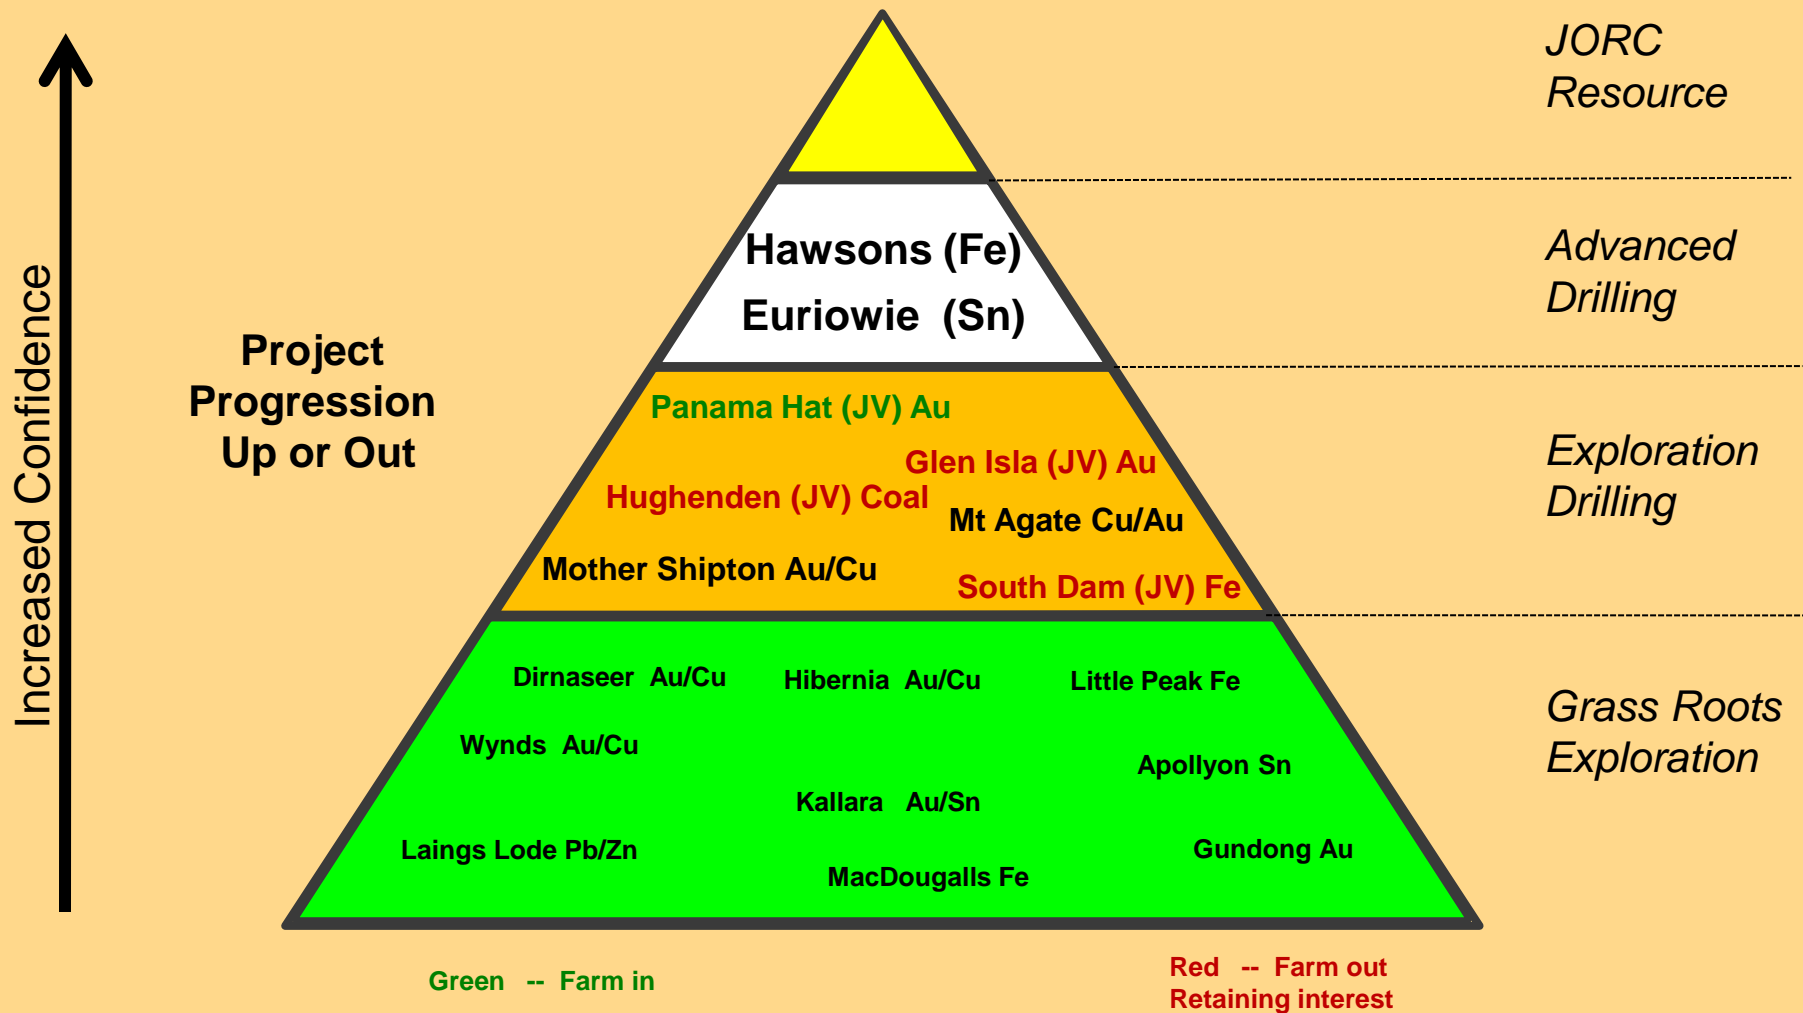 JORC
Resource
Hawsons (Fe)
Euriowie (Sn)
Advanced
Drilling
Increased Confidence
Project
Progression
Up or Out
Panama Hat (JV) Au
Glen Isla (JV) Au
Hughenden (JV) Coal
Mt Agate Cu/Au
Mother Shipton Au/Cu
South Dam (JV) Fe
Exploration
Drilling
Dirnaseer Au/Cu
Hibernia Au/Cu
Little Peak Fe
Wynds Au/Cu
Apollyon Sn
Kallara Au/Sn
Laings Lode Pb/Zn
Gundong Au
MacDougalls Fe
Grass Roots
Exploration
Green -- Farm in
Red -- Farm out
Retaining interest